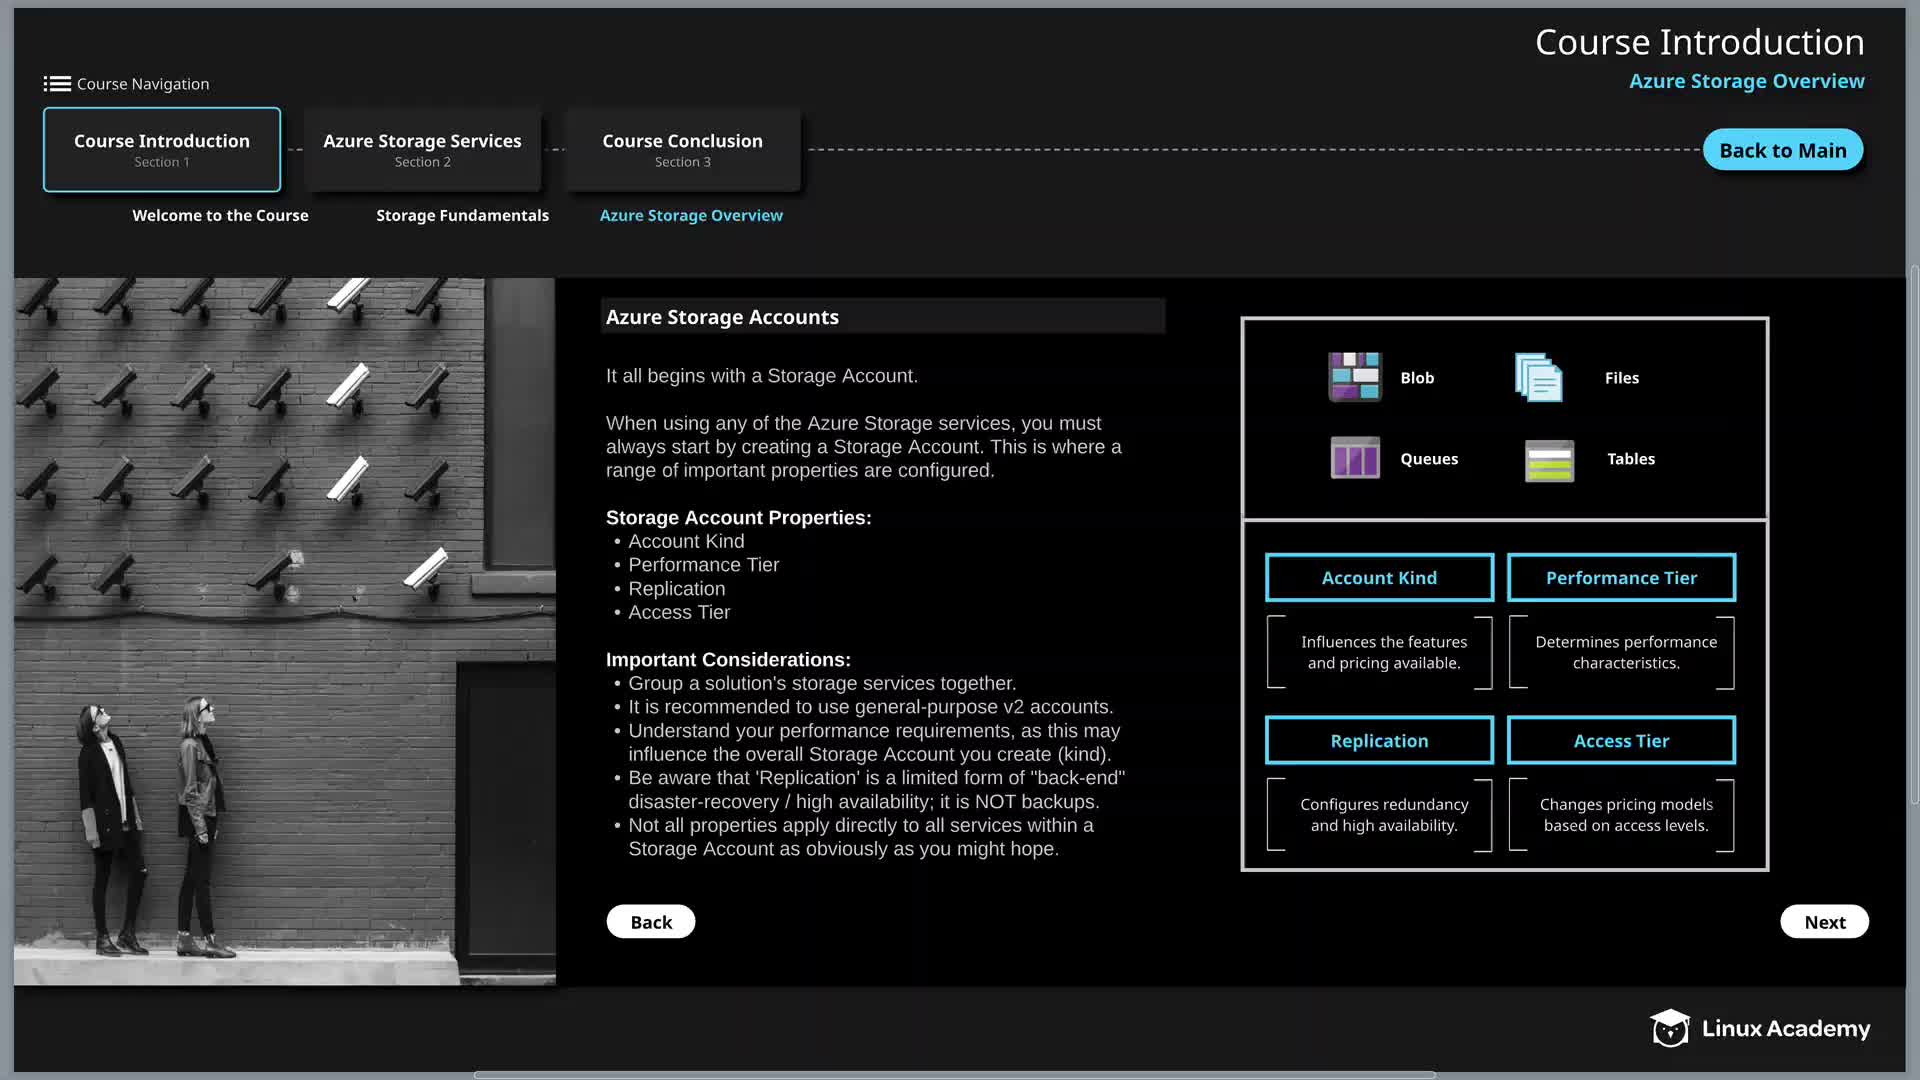 Course Introduction
Azure Storage Overview
Course Navigation
Course Introduction
Section 1
Azure Storage Services
Section 2
Course Conclusion
Section 3
Back to Main
Welcome to the Course
Storage Fundamentals
Azure Storage Overview
Azure Storage Accounts
It all begins with a Storage Account.
When using any of the Azure Storage services, you must
always start by creating a Storage Account. This is where a
range of important properties are configured.
Storage Account Properties:
• Account Kind
• Performance Tier
• Replication
• Access Tier
Important Considerations:
• Group a solution's storage services together.
• It is recommended to use general-purpose v2 accounts.
• Understand your performance requirements, as this may
influence the overall Storage Account you create (kind).
• Be aware that 'Replication' is a limited form of "back-end"
disaster-recovery / high availability; it is NOT backups.
• Not all properties apply directly to all services within a
Storage Account as obviously as you might hope.
Blob
Files
Queues
Tables
Account Kind
Influences the features
and pricing available.
Performance Tier
Determines performance
characteristics.
Replication
Configures redundancy
and high availability.
Access Tier
Changes pricing models
based on access levels.
Back
Next
Linux Academy